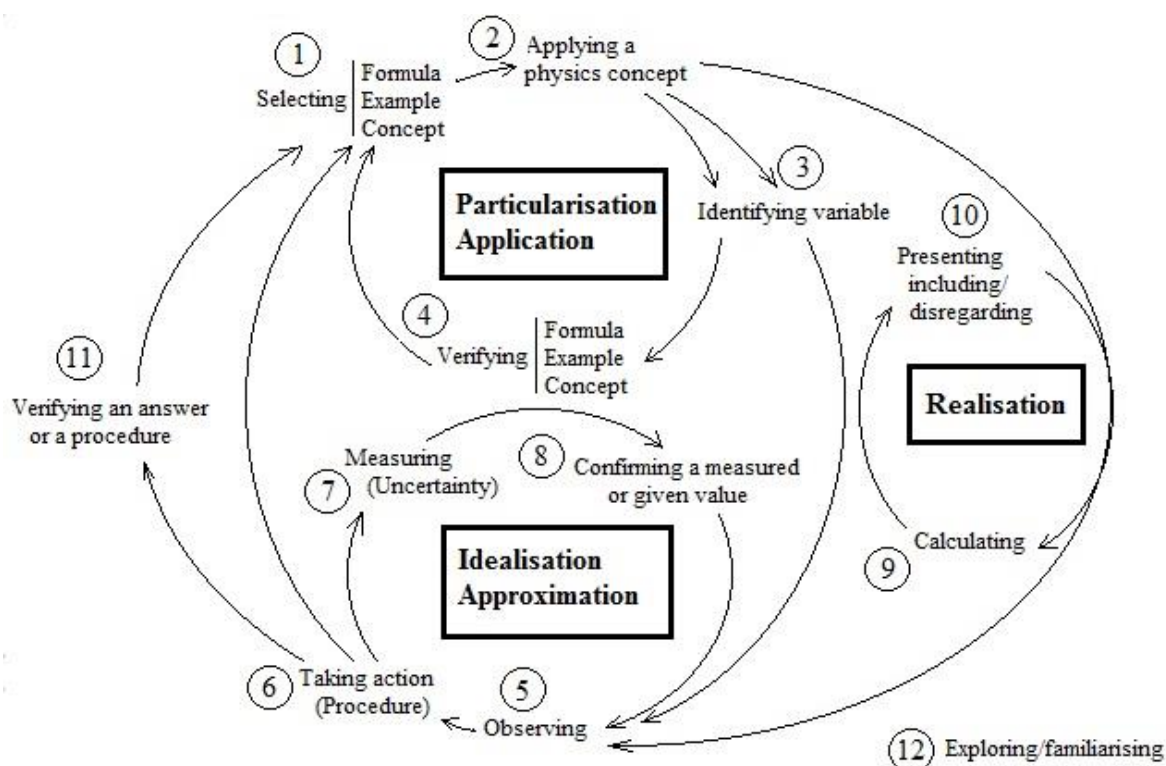 1
Selecting
Formula
Example
Concept
2
Applying a
physics concept
3
Identifying variable
Particularisation
Application
4
Verifying
Formula
Example
Concept
10
Presenting
including/
disregarding
Realisation
11
Verifying an answer
or a procedure
7
Measuring
(Uncertainty)
8
Confirming a measured
or given value
Calculating
9
Idealisation
Approximation
6
Taking action
(Procedure)
5
Observing
12
Exploring/familiarising